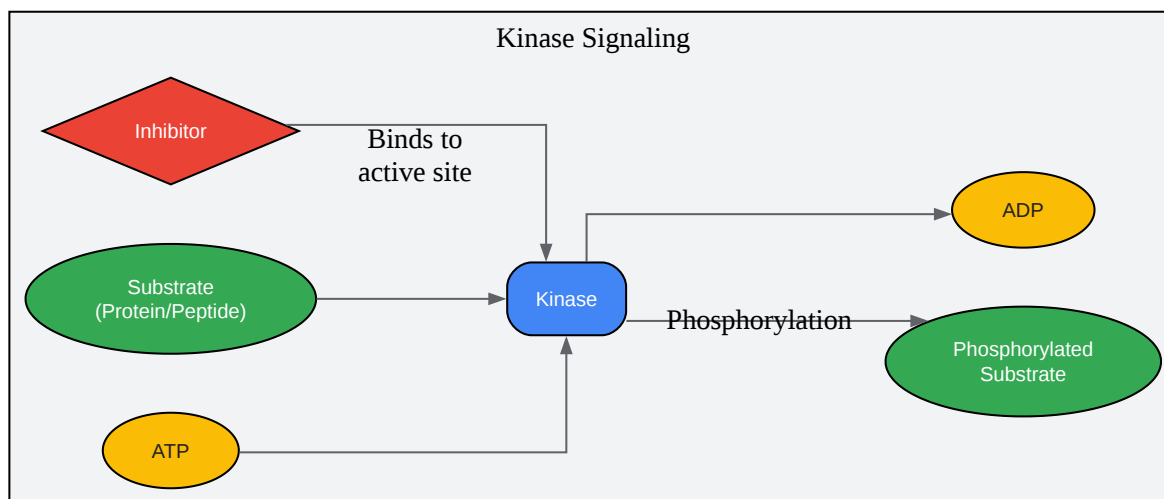 Kinase Signaling
Inhibitor
Binds to
active site
ADP
Substrate
(Protein/Peptide)
Kinase
Phosphorylation
Phosphorylated
Substrate
ATP